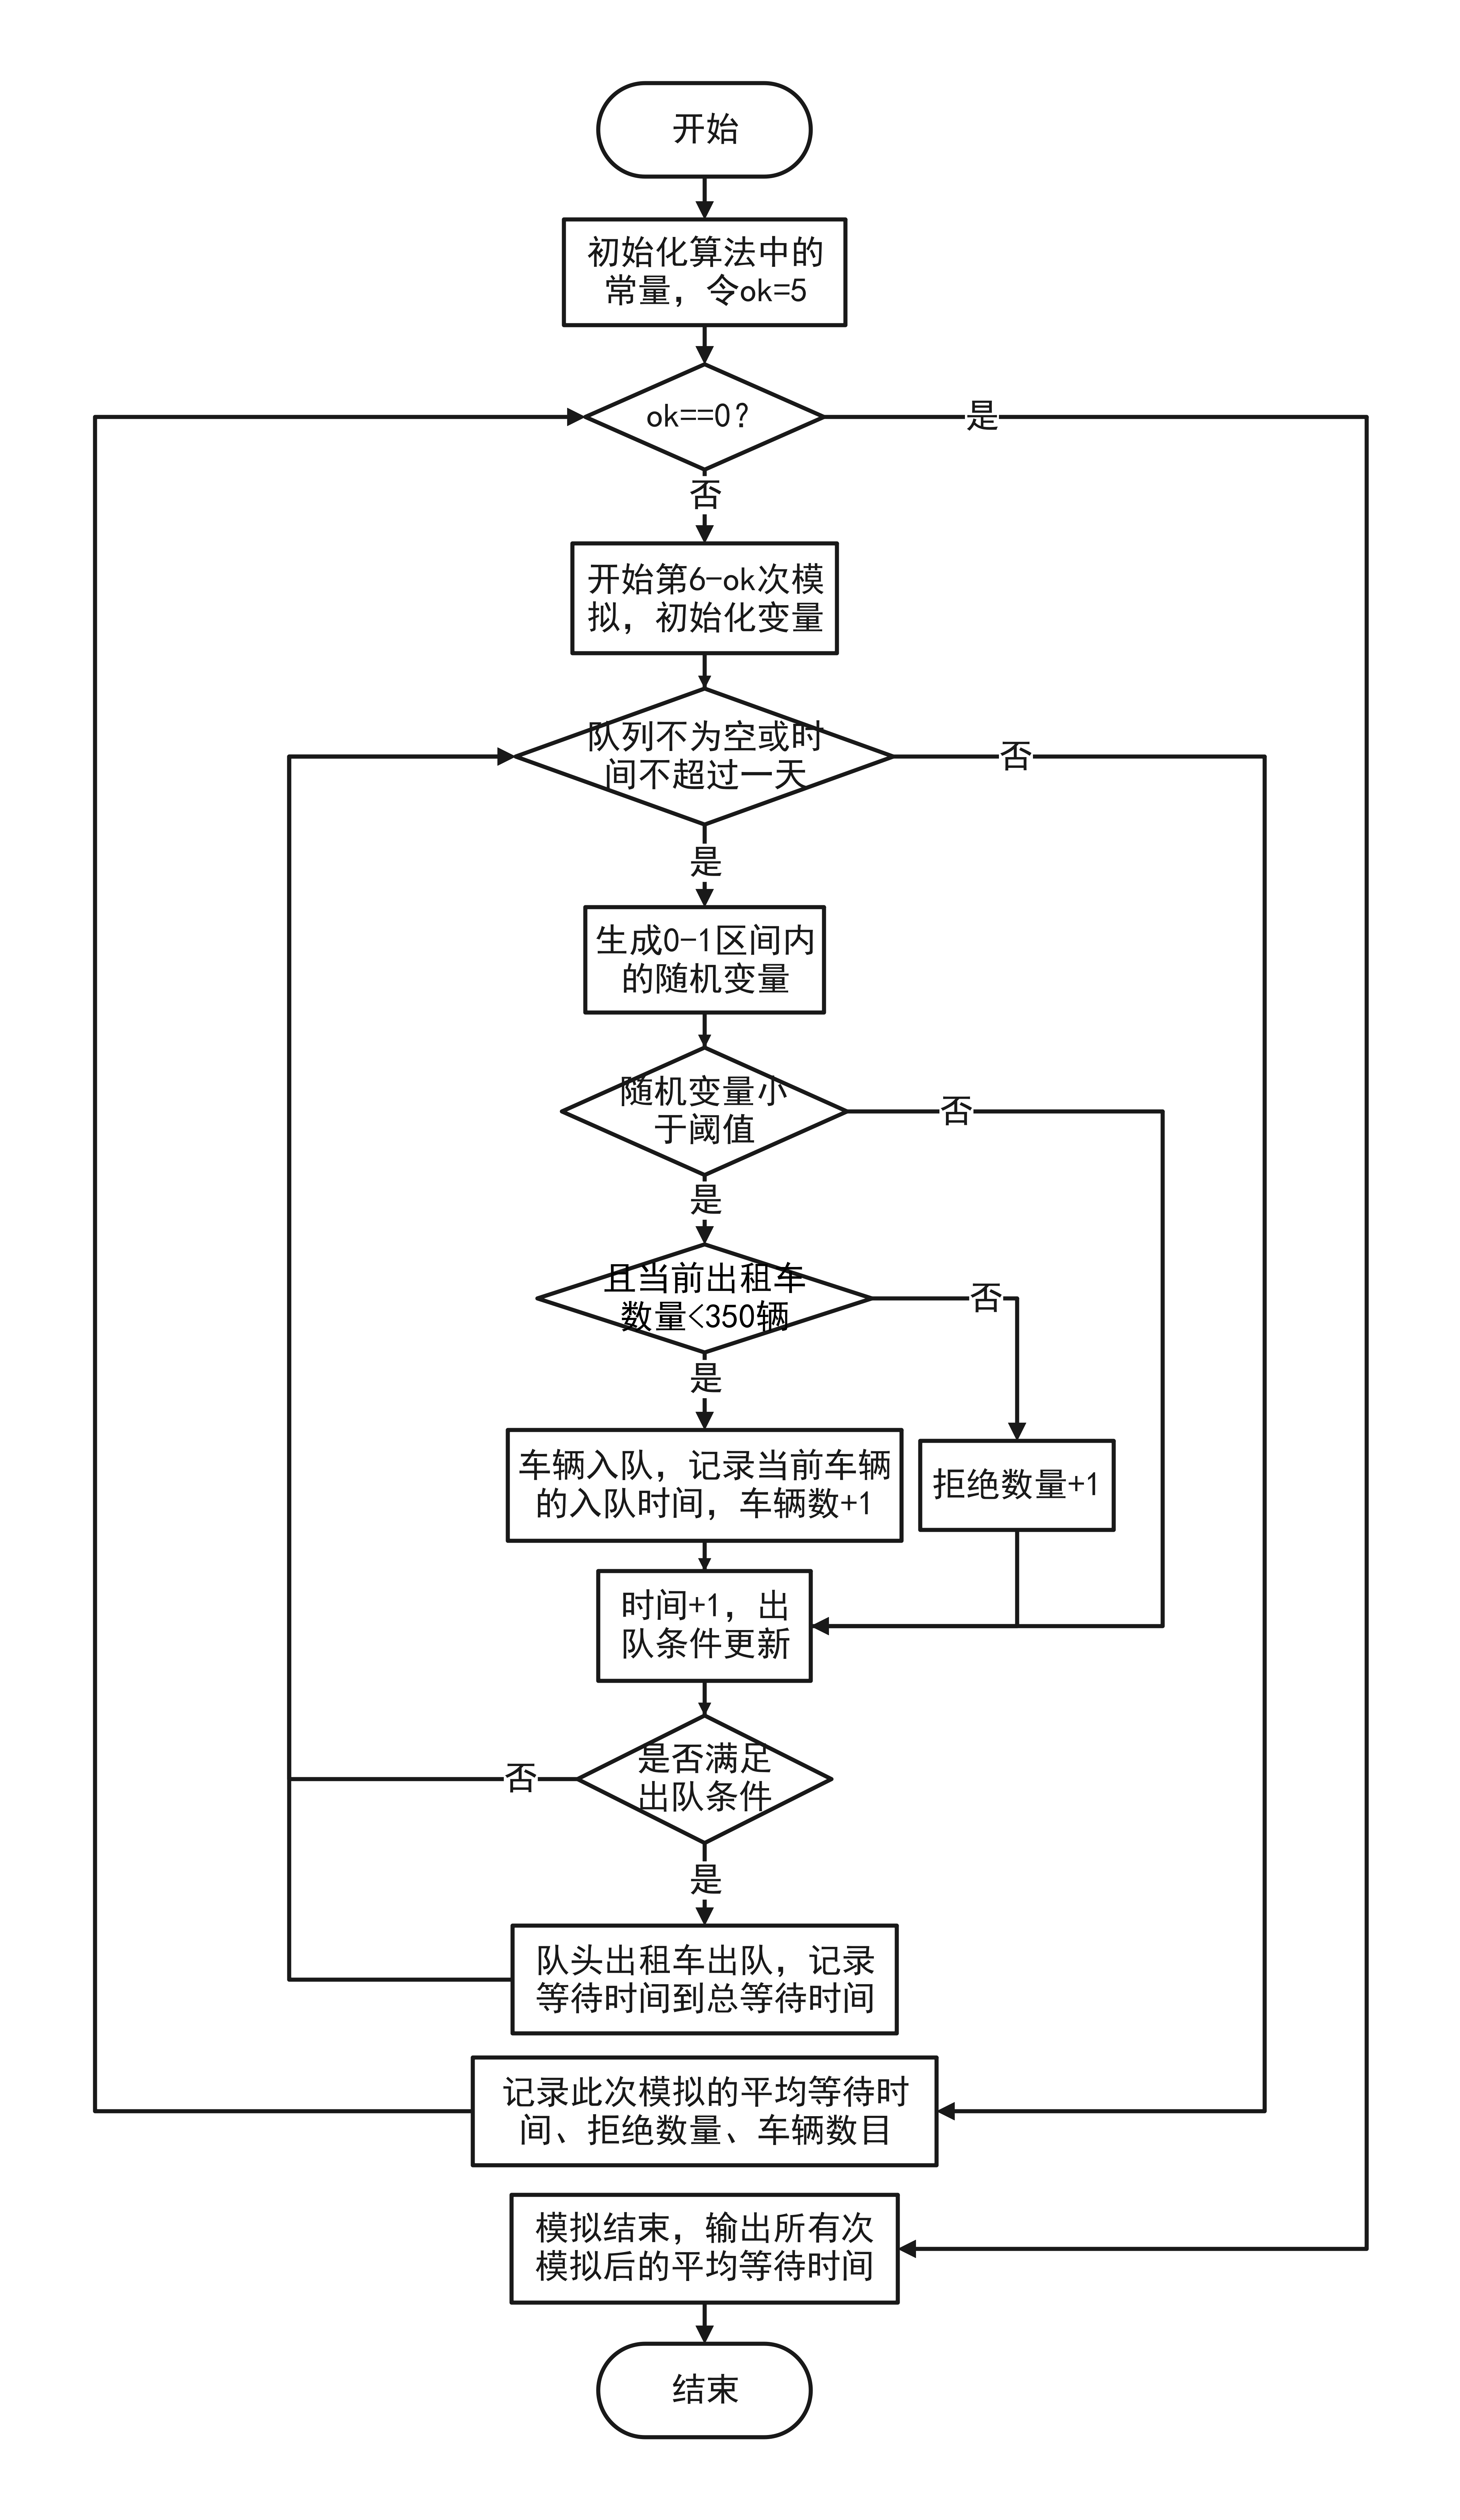 开始
初始化算法中的
常量，令ok=5
ok==0?
是
否
开始第6-ok次模
拟，初始化变量
队列不为空或时
间不超过一天
否
是
生成0-1区间内
的随机变量
随机变量小
于阈值
否
是
且当前出租车
数量<350辆
否
是
车辆入队，记录当前车辆
的入队时间，车辆数+1
拒绝数量+1
时间+1，出
队条件更新
是否满足
出队条件
否
是
队头出租车出队，记录
等待时间到总等待时间
记录此次模拟的平均等待时
间、拒绝数量、车辆数目
模拟结束，输出所有次
模拟后的平均等待时间
结束